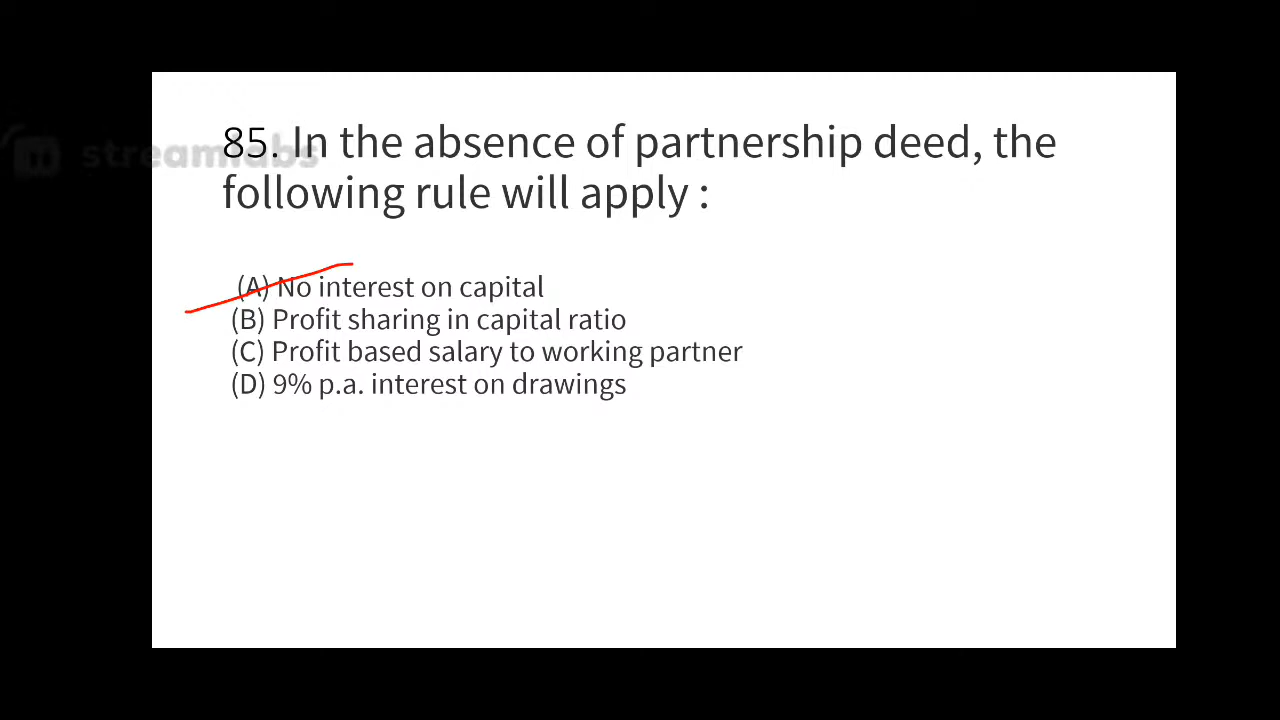 85. In the absence of partnership deed, the
following rule will apply :
streamlabs
(A) No interest on capital
(B) Profit sharing in capital ratio
(C) Profit based salary to working partner
(D) 9% p.a. interest on drawings